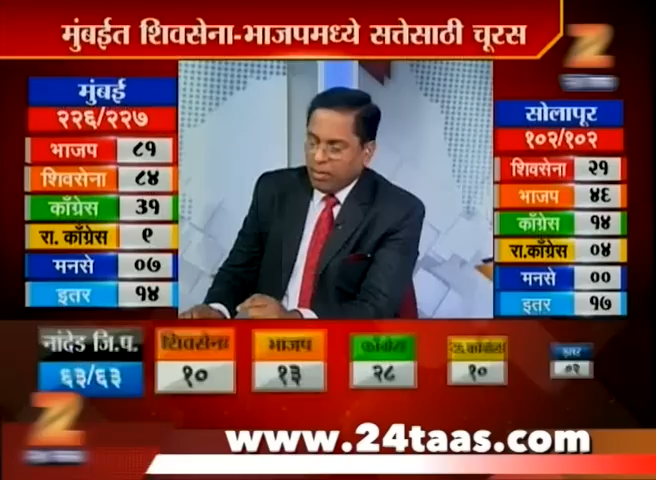 मुंबईत शिवसेना-भाजपमध्ये सत्तेसाठी चूरस
Z
मुंबई
२२६/२२७
भाजप ८१
शिवसेना ८४
काँग्रेस ३१
रा. काँग्रेस ९
मनसे ०७
इतर १४
सोलापूर
१०२/१०२
शिवसेना २१
भाजप ४६
काँग्रेस १४
रा.काँग्रेस ०४
मनसे ००
इतर १७
नांदेड जि.प.
६३/६३
शिवसेना
१०
भाजप
१३
काँग्रेस
२८
रा.काँग्रेस
१०
इतर
०२
Z
www.24taas.com